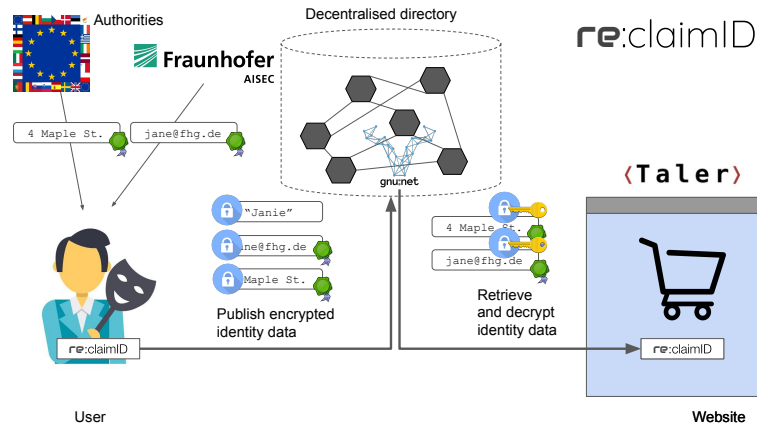 Authorities
Fraunhofer
AISEC
Decentralised directory
re:claimID
4 Maple St.
jane@fhg.de
gnu:net
⟨Taler⟩
"Janie"
ne@fhg.de
Maple St.
4 Maple St.
jane@fhg.de
Publish encrypted
identity data
Retrieve
and decrypt
identity data
re:claimID
re:claimID
User
Website